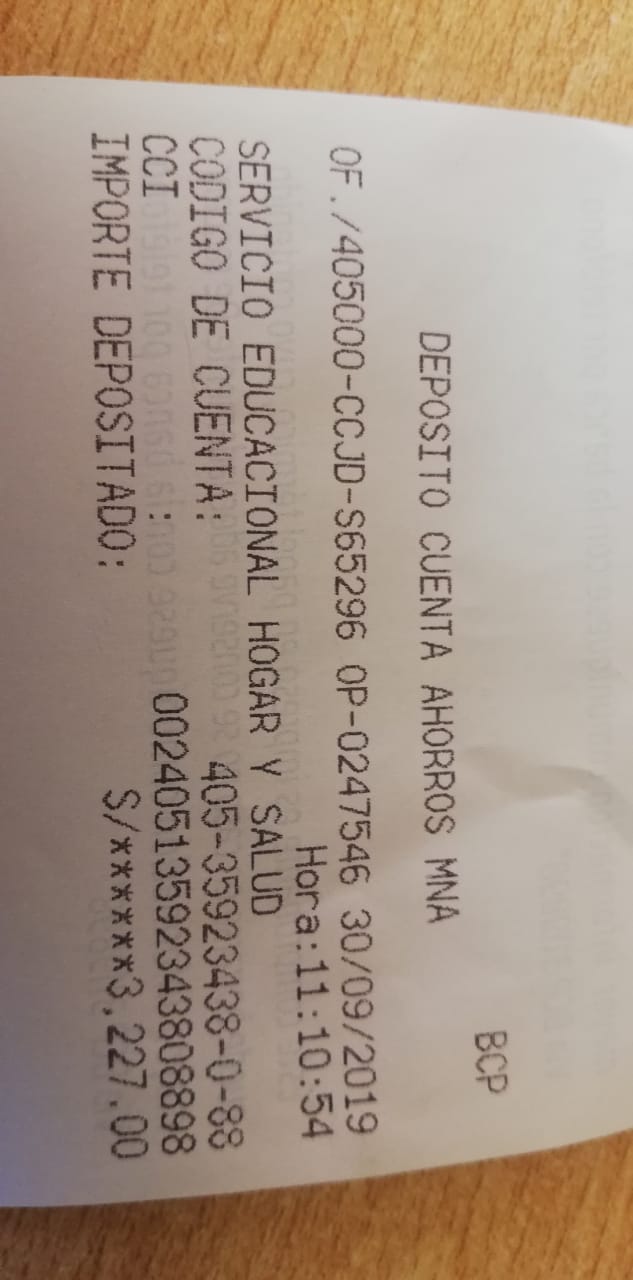 BCP
DEPOSITO CUENTA AHORROS MNA
OF./405000-CCJD-S65296 OP-0247546 30/09/2019
Hora:11:10:54
SERVICIO EDUCACIONAL HOGAR Y SALUD
CODIGO DE CUENTA: 405-35923438-0-88
CCI : 00240513592343808898
IMPORTE DEPOSITADO: S/******3,227.00